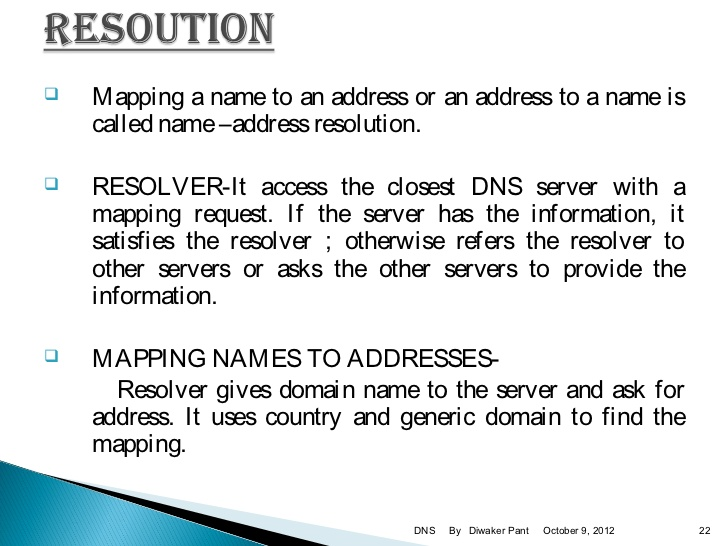 RESOUTION
Mapping a name to an address or an address to a name is
called name –address resolution.
RESOLVER-It access the closest DNS server with a
mapping request. If the server has the information, it
satisfies the resolver ; otherwise refers the resolver to
other servers or asks the other servers to provide the
information.
MAPPING NAMES TO ADDRESSES-
Resolver gives domain name to the server and ask for
address. It uses country and generic domain to find the
mapping.
DNS By Diwaker Pant October 9, 2012 22